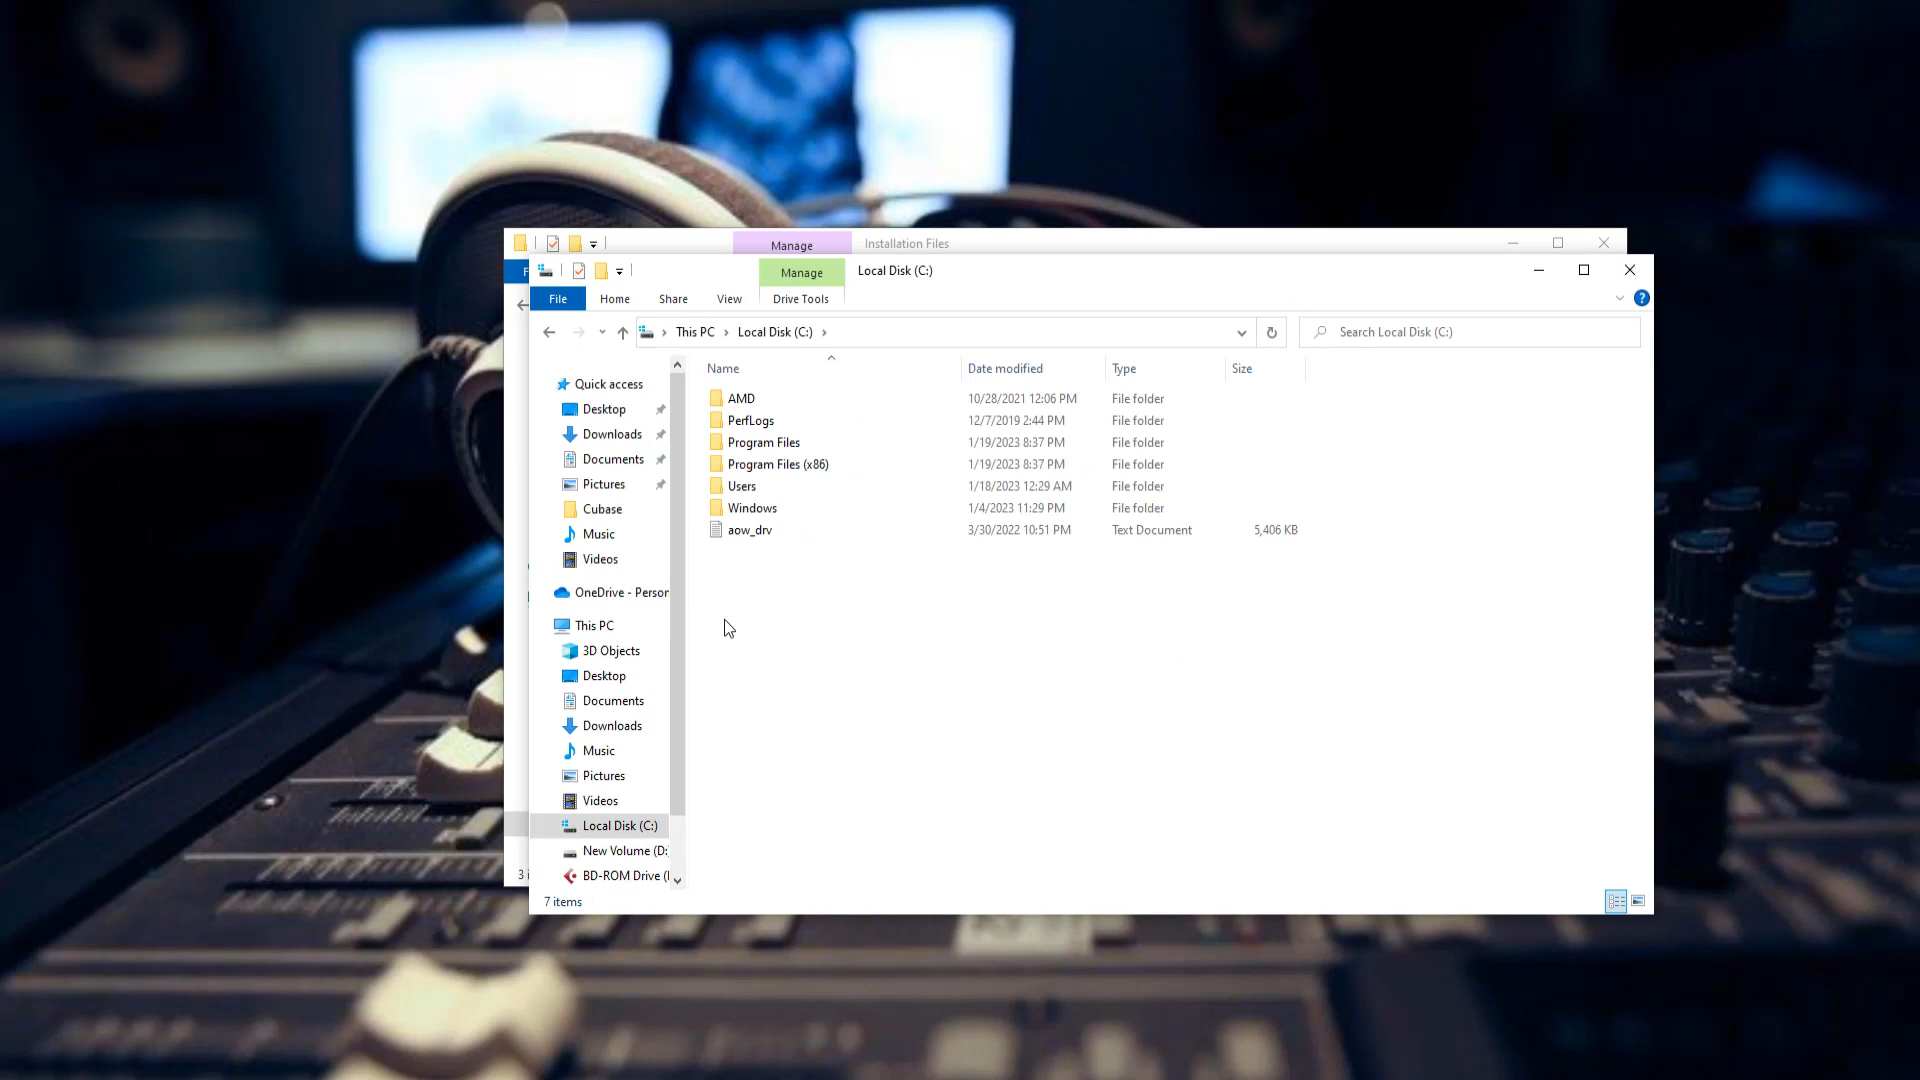 Manage Installation Files
F
Manage Local Disk (C:)
File Home Share View Drive Tools
This PC Local Disk (C:) Search Local Disk (C:)
Name Date modified Type Size
AMD 10/28/2021 12:06 PM File folder
PerfLogs 12/7/2019 2:44 PM File folder
Program Files 1/19/2023 8:37 PM File folder
Program Files (x86) 1/19/2023 8:37 PM File folder
Users 1/18/2023 12:29 AM File folder
Windows 1/4/2023 11:29 PM File folder
aow_drv 3/30/2022 10:51 PM Text Document 5,406 KB
Quick access
Desktop
Downloads
Documents
Pictures
Cubase
Music
Videos
OneDrive - Person
This PC
3D Objects
Desktop
Documents
Downloads
Music
Pictures
Videos
Local Disk (C:)
New Volume (D:
BD-ROM Drive (
3 i
7 items